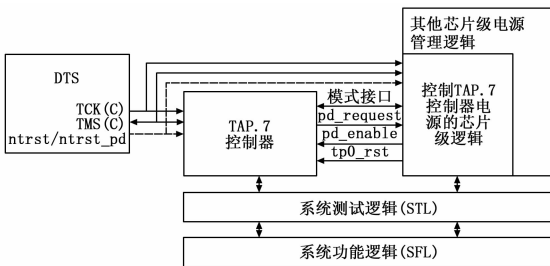 其他芯片级电源
管理逻辑
DTS
TCK(C)
TMS(C)
ntrst/ntrst_pd
TAP.7
控制器
模式接口
pd_request
pd_enable
tp0_rst
控制TAP.7
控制器电
源的芯片
级逻辑
系统测试逻辑(STL)
系统功能逻辑(SFL)